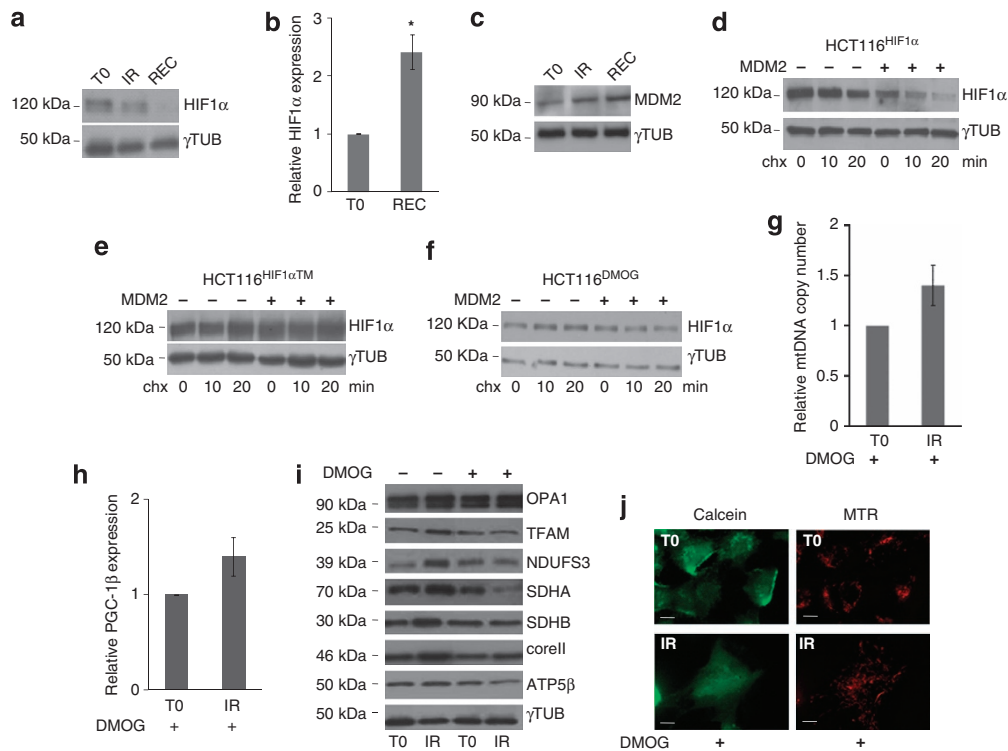 a
T0 IR REC
120 kDa
HIF1α
50 kDa
γTUB
b
Relative HIF1α expression
3
2
1
0
*
T0 REC
c
T0 IR REC
90 kDa
MDM2
50 kDa
γTUB
d
HCT116HIF1α
MDM2 – – – + + +
120 kDa
HIF1α
50 kDa
γTUB
chx 0 10 20 0 10 20 min
e
HCT116HIF1αTM
MDM2 – – – + + +
120 kDa
HIF1α
50 kDa
γTUB
chx 0 10 20 0 10 20 min
f
HCT116DMOG
MDM2 – – – + + +
120 KDa
HIF1α
50 KDa
γTUB
chx 0 10 20 0 10 20 min
g
Relative mtDNA copy number
2
1.5
1
0.5
0
T0 IR
DMOG + +
h
Relative PGC-1β expression
2
1
0
T0 IR
DMOG + +
i
DMOG – – + +
90 kDa
OPA1
25 kDa
TFAM
39 kDa
NDUFS3
70 kDa
SDHA
30 kDa
SDHB
46 kDa
coreII
50 kDa
ATP5β
50 kDa
γTUB
T0 IR T0 IR
j
Calcein MTR
T0 T0
IR IR
DMOG + +